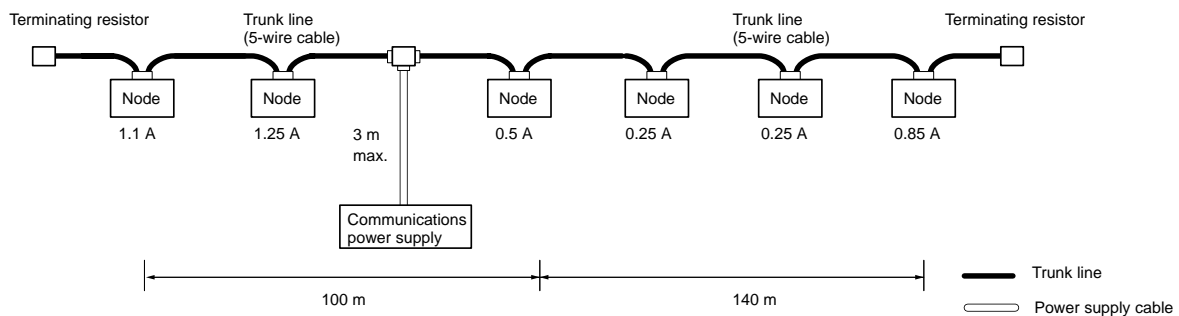 Terminating resistor
Trunk line
(5-wire cable)
Trunk line
(5-wire cable)
Terminating resistor
Node
Node
Node
Node
Node
Node
1.1 A
1.25 A
3 m
max.
0.5 A
0.25 A
0.25 A
0.85 A
Communications
power supply
100 m
140 m
Trunk line
Power supply cable